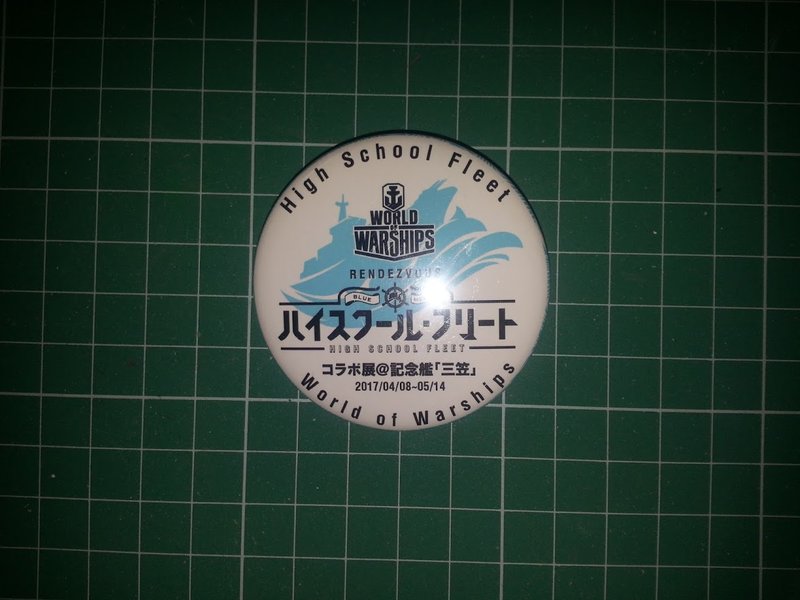 High School Fleet
WORLD
OF
WARSHIPS
RENDEZVOUS
BLUE
ハイスクール・フリート
HIGH SCHOOL FLEET
コラボ展@記念艦「三笠」
2017/04/08~05/14
World of Warships